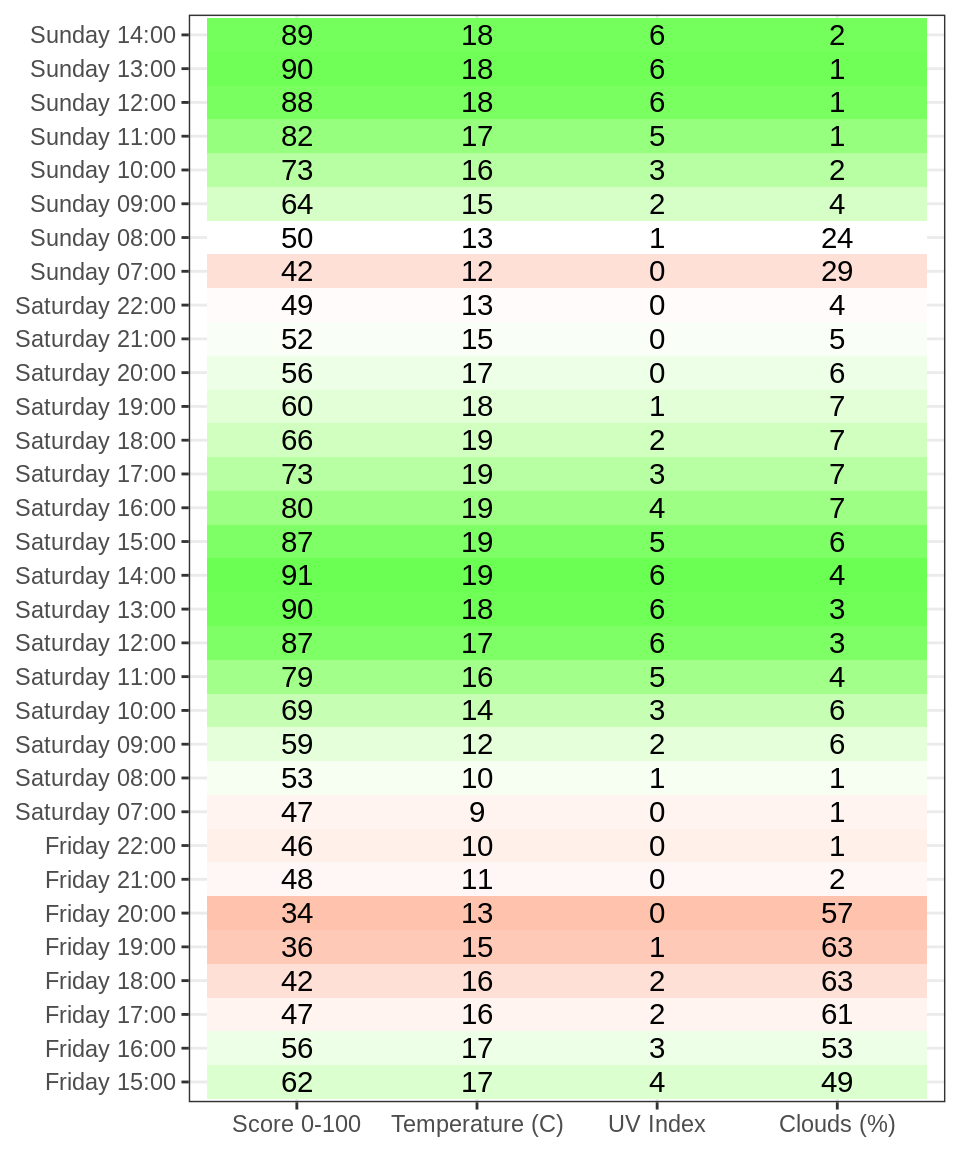 Sunday 14:00 89 18 6 2
Sunday 13:00 90 18 6 1
Sunday 12:00 88 18 6 1
Sunday 11:00 82 17 5 1
Sunday 10:00 73 16 3 2
Sunday 09:00 64 15 2 4
Sunday 08:00 50 13 1 24
Sunday 07:00 42 12 0 29
Saturday 22:00 49 13 0 4
Saturday 21:00 52 15 0 5
Saturday 20:00 56 17 0 6
Saturday 19:00 60 18 1 7
Saturday 18:00 66 19 2 7
Saturday 17:00 73 19 3 7
Saturday 16:00 80 19 4 7
Saturday 15:00 87 19 5 6
Saturday 14:00 91 19 6 4
Saturday 13:00 90 18 6 3
Saturday 12:00 87 17 6 3
Saturday 11:00 79 16 5 4
Saturday 10:00 69 14 3 6
Saturday 09:00 59 12 2 6
Saturday 08:00 53 10 1 1
Saturday 07:00 47 9 0 1
Friday 22:00 46 10 0 1
Friday 21:00 48 11 0 2
Friday 20:00 34 13 0 57
Friday 19:00 36 15 1 63
Friday 18:00 42 16 2 63
Friday 17:00 47 16 2 61
Friday 16:00 56 17 3 53
Friday 15:00 62 17 4 49
Score 0-100 Temperature (C) UV Index Clouds (%)